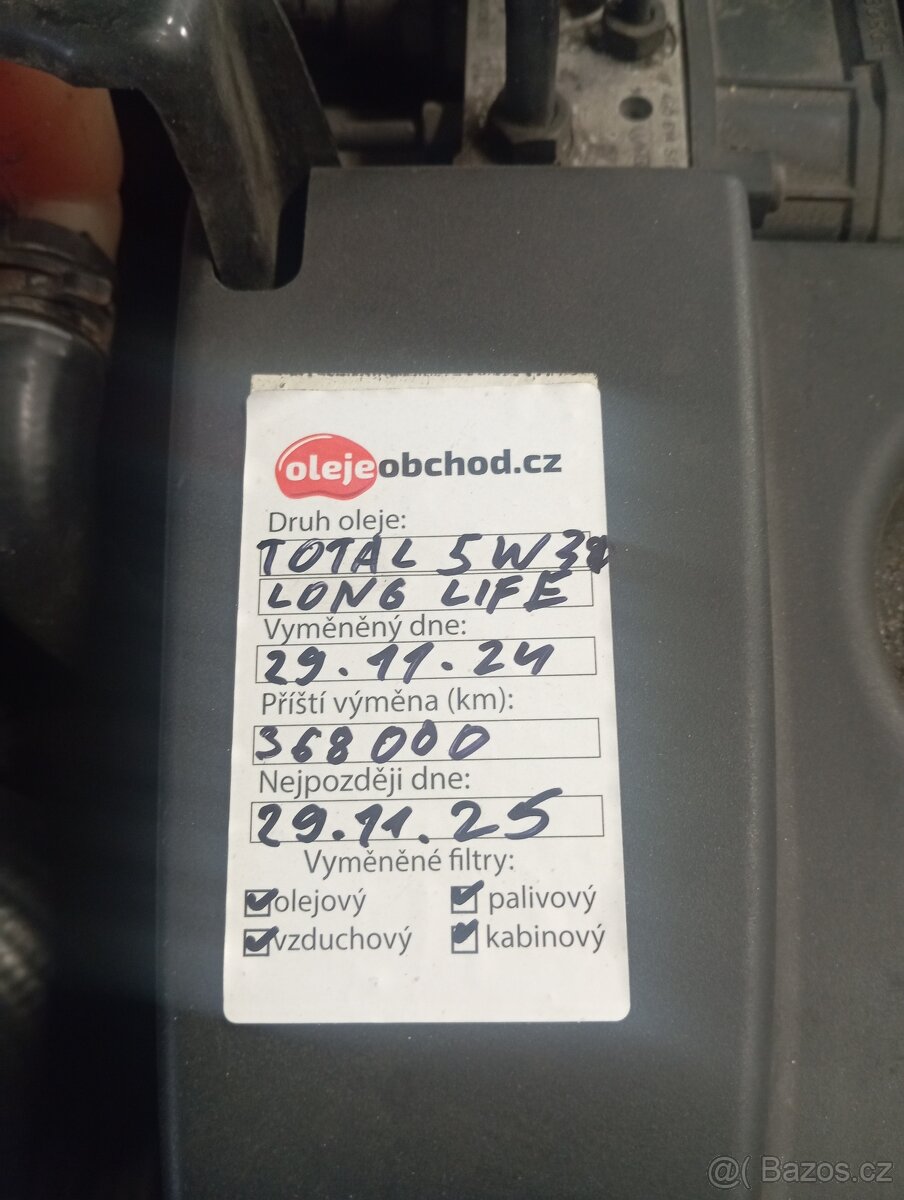 olejeobchod.cz
Druh oleje:
TOTAL 5W30
LONG LIFE
Vyměněný dne:
29.11.24
Příští výměna (km):
368000
Nejpozději dne:
29.11.25
Vyměněné filtry:
olejový palivový
vzduchový kabinový
@ Bazos.cz